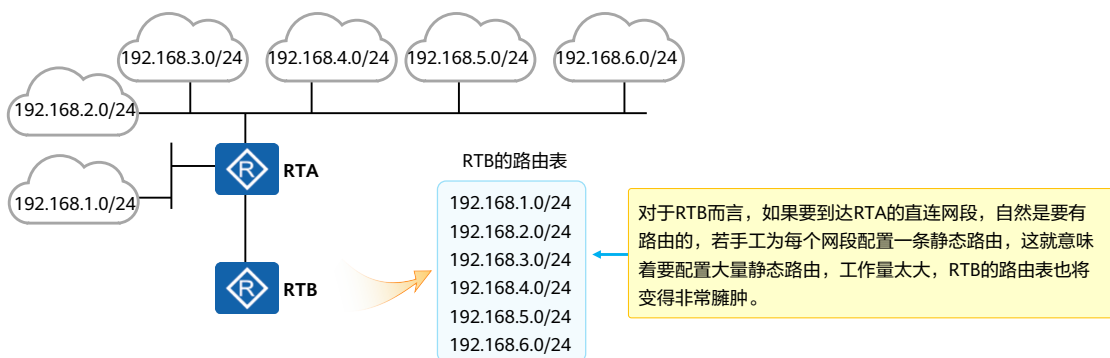 192.168.3.0/24
192.168.4.0/24
192.168.5.0/24
192.168.6.0/24
192.168.2.0/24
192.168.1.0/24
RTA
RTB
RTB的路由表
192.168.1.0/24
192.168.2.0/24
192.168.3.0/24
192.168.4.0/24
192.168.5.0/24
192.168.6.0/24
对于RTB而言，如果要到达RTA的直连网段，自然是要有
路由的，若手工为每个网段配置一条静态路由，这就意味
着要配置大量静态路由，工作量太大，RTB的路由表也将
变得非常臃肿。